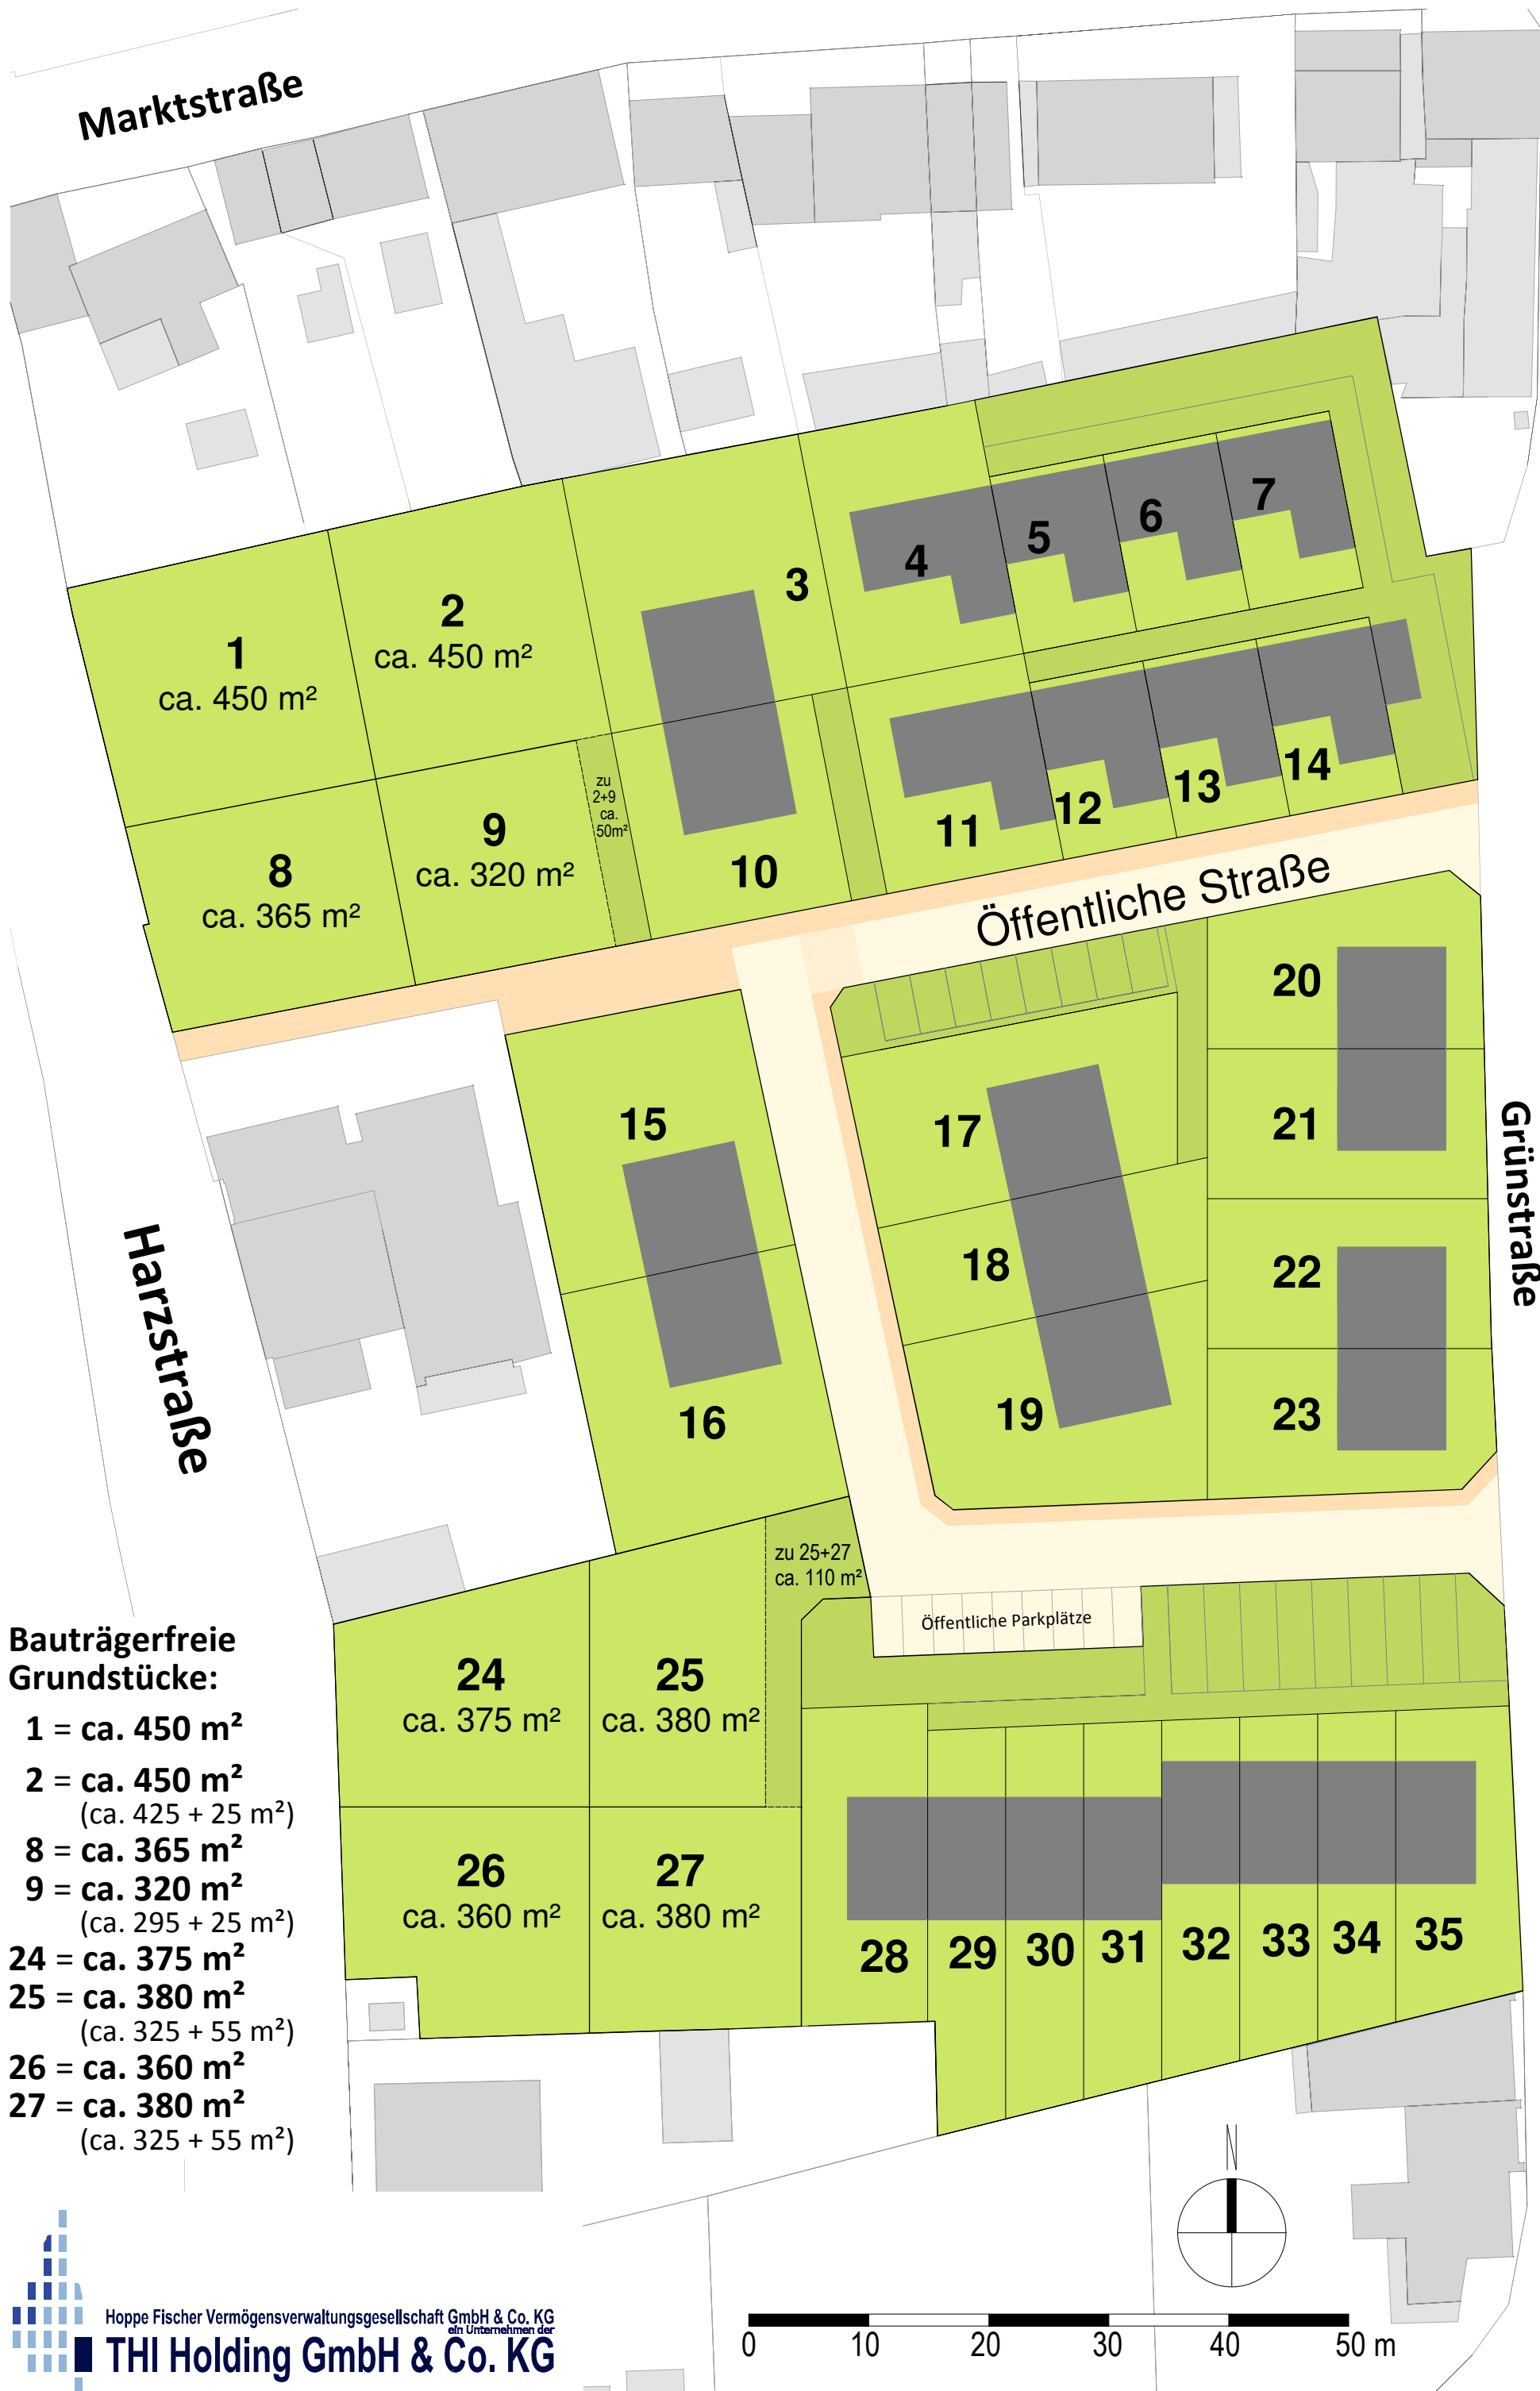 Marktstraße
1
ca. 450 m²
2
ca. 450 m²
3
4
5
6
7
8
ca. 365 m²
9
ca. 320 m²
zu
2+9
ca.
50m²
10
11
12
13
14
Öffentliche Straße
15
16
17
18
19
20
21
22
23
Grünstraße
Harzstraße
zu 25+27
ca. 110 m²
Öffentliche Parkplätze
24
ca. 375 m²
25
ca. 380 m²
26
ca. 360 m²
27
ca. 380 m²
28
29
30
31
32
33
34
35
Bauträgerfreie
Grundstücke:
1 = ca. 450 m²
2 = ca. 450 m²
(ca. 425 + 25 m²)
8 = ca. 365 m²
9 = ca. 320 m²
(ca. 295 + 25 m²)
24 = ca. 375 m²
25 = ca. 380 m²
(ca. 325 + 55 m²)
26 = ca. 360 m²
27 = ca. 380 m²
(ca. 325 + 55 m²)
N
Hoppe Fischer Vermögensverwaltungsgesellschaft GmbH & Co. KG
ein Unternehmen der
THI Holding GmbH & Co. KG
0 10 20 30 40 50 m